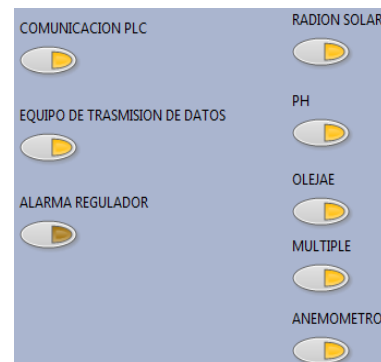 COMUNICACION PLC
EQUIPO DE TRASMISION DE DATOS
ALARMA REGULADOR
RADION SOLAR
PH
OLEJAE
MULTIPLE
ANEMOMETRO